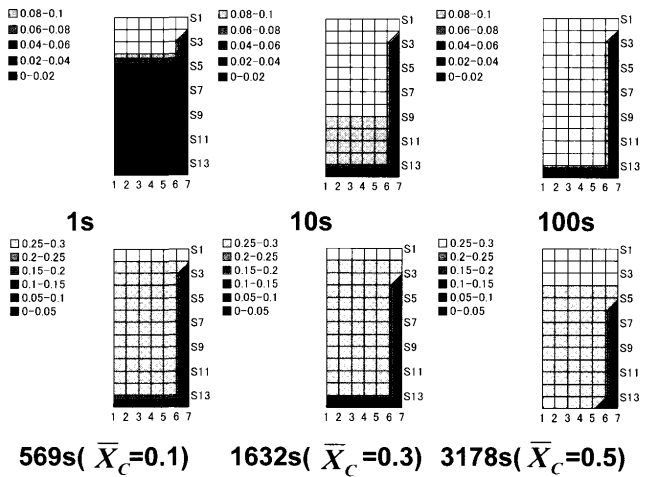 0.08-0.1
0.06-0.08
0.04-0.06
0.02-0.04
0-0.02
S1
S3
S5
S7
S9
S11
S13
1 2 3 4 5 6 7
1s
0.08-0.1
0.06-0.08
0.04-0.06
0.02-0.04
0-0.02
S1
S3
S5
S7
S9
S11
S13
1 2 3 4 5 6 7
10s
0.08-0.1
0.06-0.08
0.04-0.06
0.02-0.04
0-0.02
S1
S3
S5
S7
S9
S11
S13
1 2 3 4 5 6 7
100s
0.25-0.3
0.2-0.25
0.15-0.2
0.1-0.15
0.05-0.1
0-0.05
S1
S3
S5
S7
S9
S11
S13
1 2 3 4 5 6 7
569s( X̅_C=0.1)
0.25-0.3
0.2-0.25
0.15-0.2
0.1-0.15
0.05-0.1
0-0.05
S1
S3
S5
S7
S9
S11
S13
1 2 3 4 5 6 7
1632s( X̅_C=0.3)
0.25-0.3
0.2-0.25
0.15-0.2
0.1-0.15
0.05-0.1
0-0.05
S1
S3
S5
S7
S9
S11
S13
1 2 3 4 5 6 7
3178s( X̅_C=0.5)